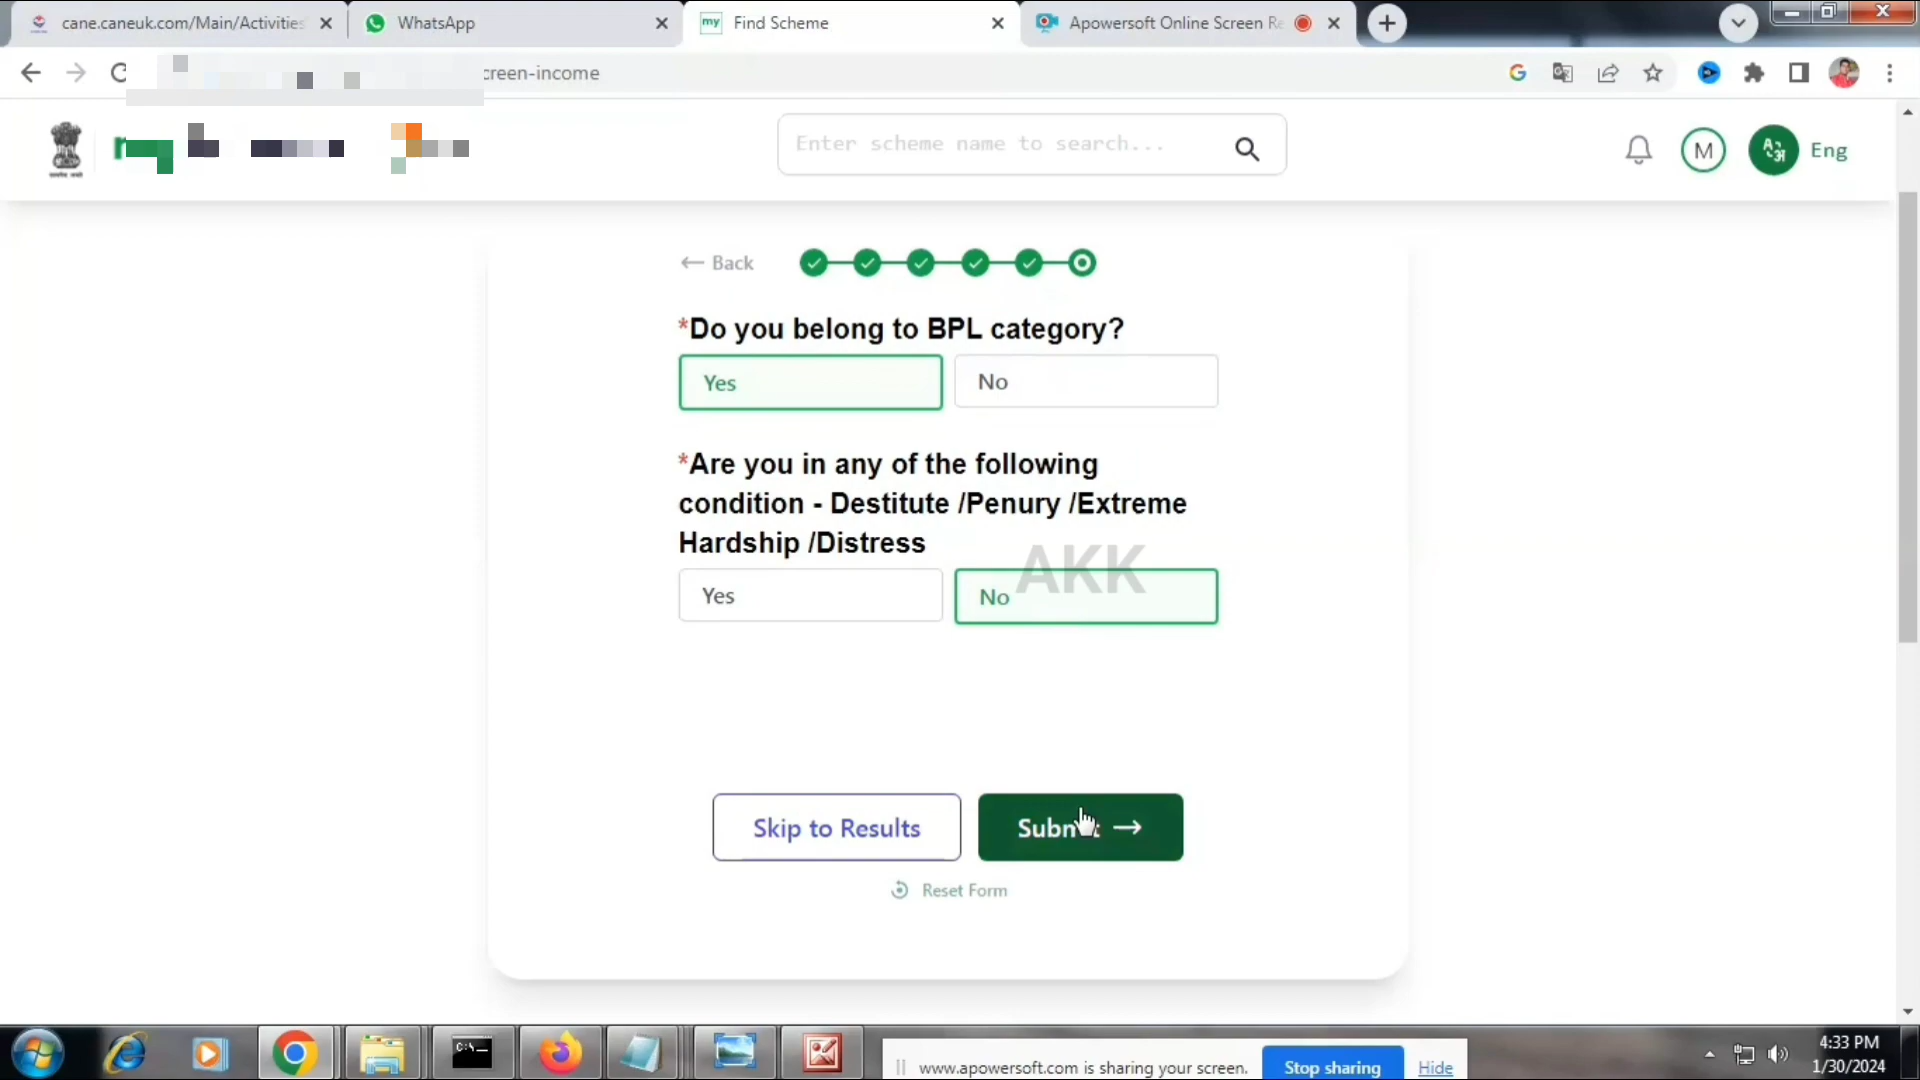 cane.caneuk.com/Main/Activities
WhatsApp
my
Find Scheme
Apowersoft Online Screen Re
creen-income
Enter scheme name to search...
M
Eng
Back
*Do you belong to BPL category?
Yes
No
*Are you in any of the following
condition - Destitute /Penury /Extreme
Hardship /Distress
AKK
Yes
No
Skip to Results
Submit
Reset Form
www.apowersoft.com is sharing your screen.
Stop sharing
Hide
4:33 PM
1/30/2024